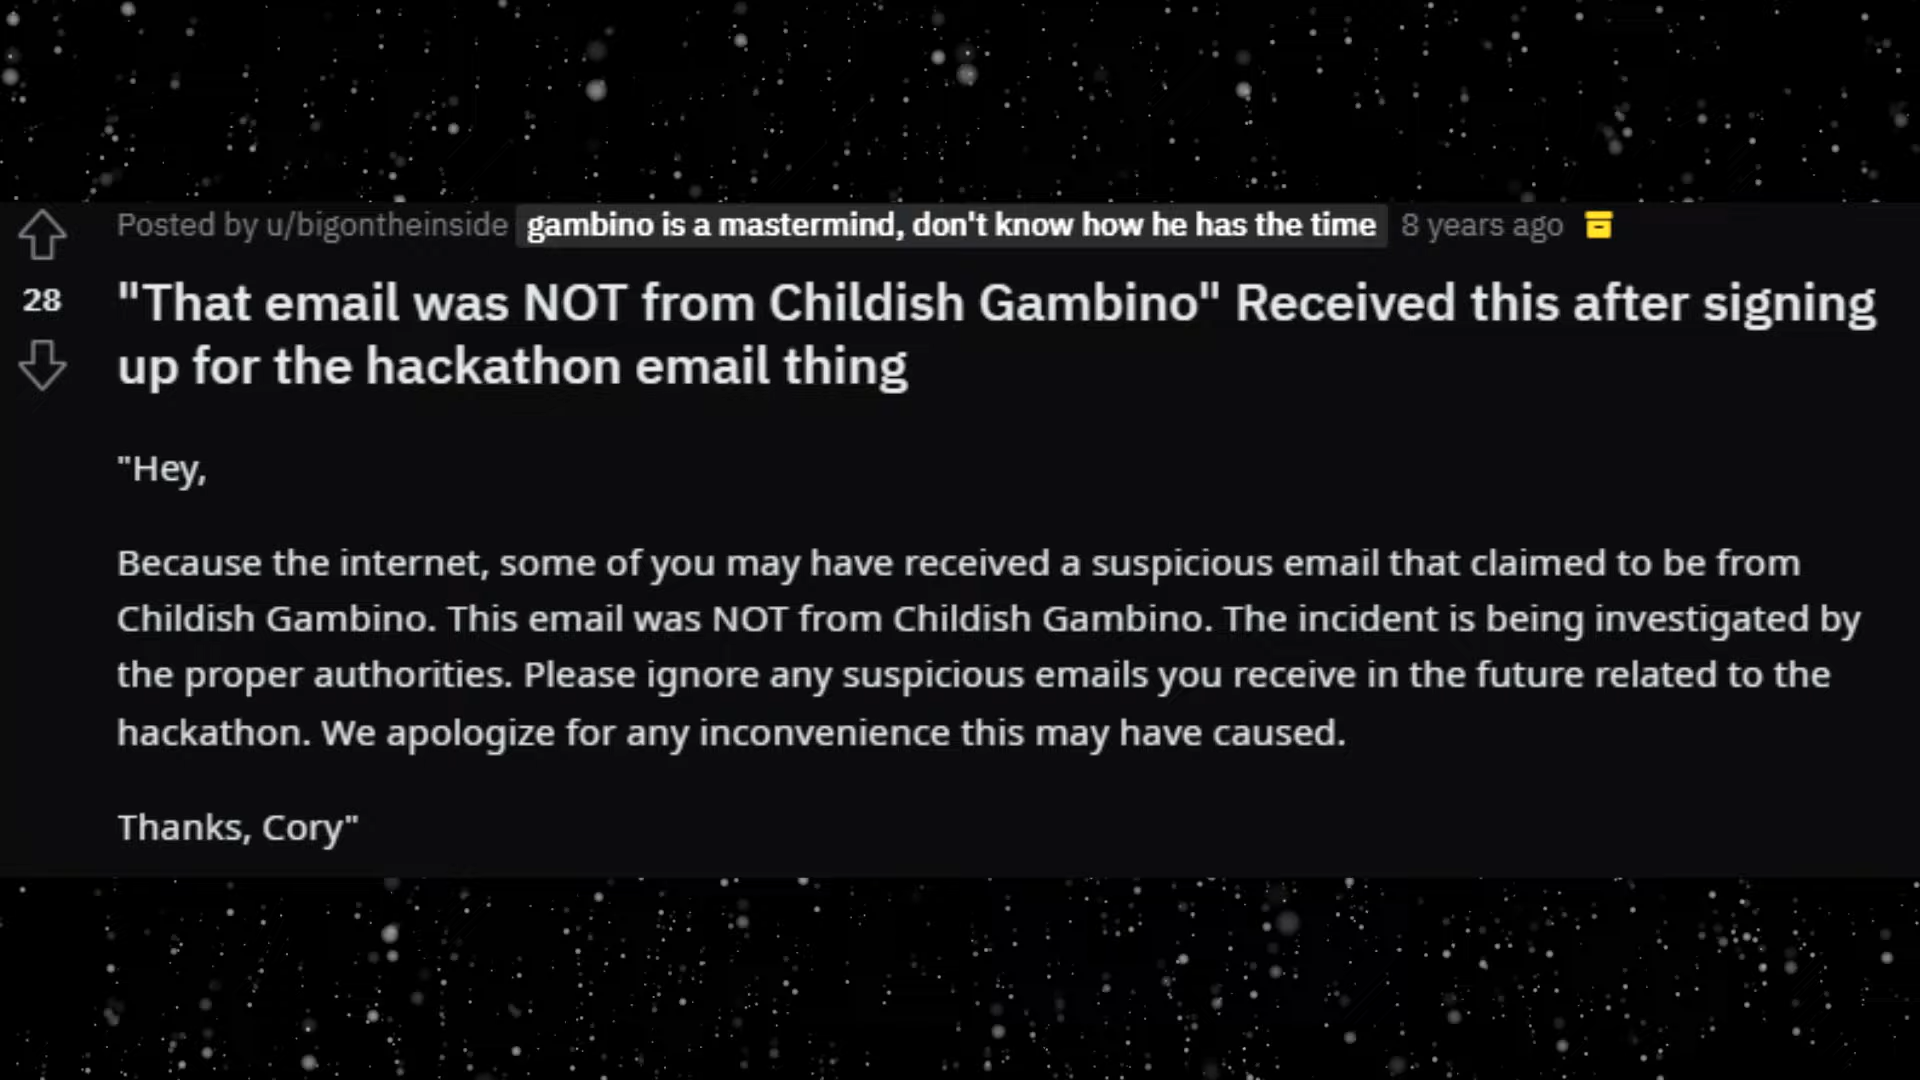 Posted by u/bigontheinside gambino is a mastermind, don't know how he has the time 8 years ago
28
"That email was NOT from Childish Gambino" Received this after signing
up for the hackathon email thing
"Hey,
Because the internet, some of you may have received a suspicious email that claimed to be from
Childish Gambino. This email was NOT from Childish Gambino. The incident is being investigated by
the proper authorities. Please ignore any suspicious emails you receive in the future related to the
hackathon. We apologize for any inconvenience this may have caused.
Thanks, Cory"